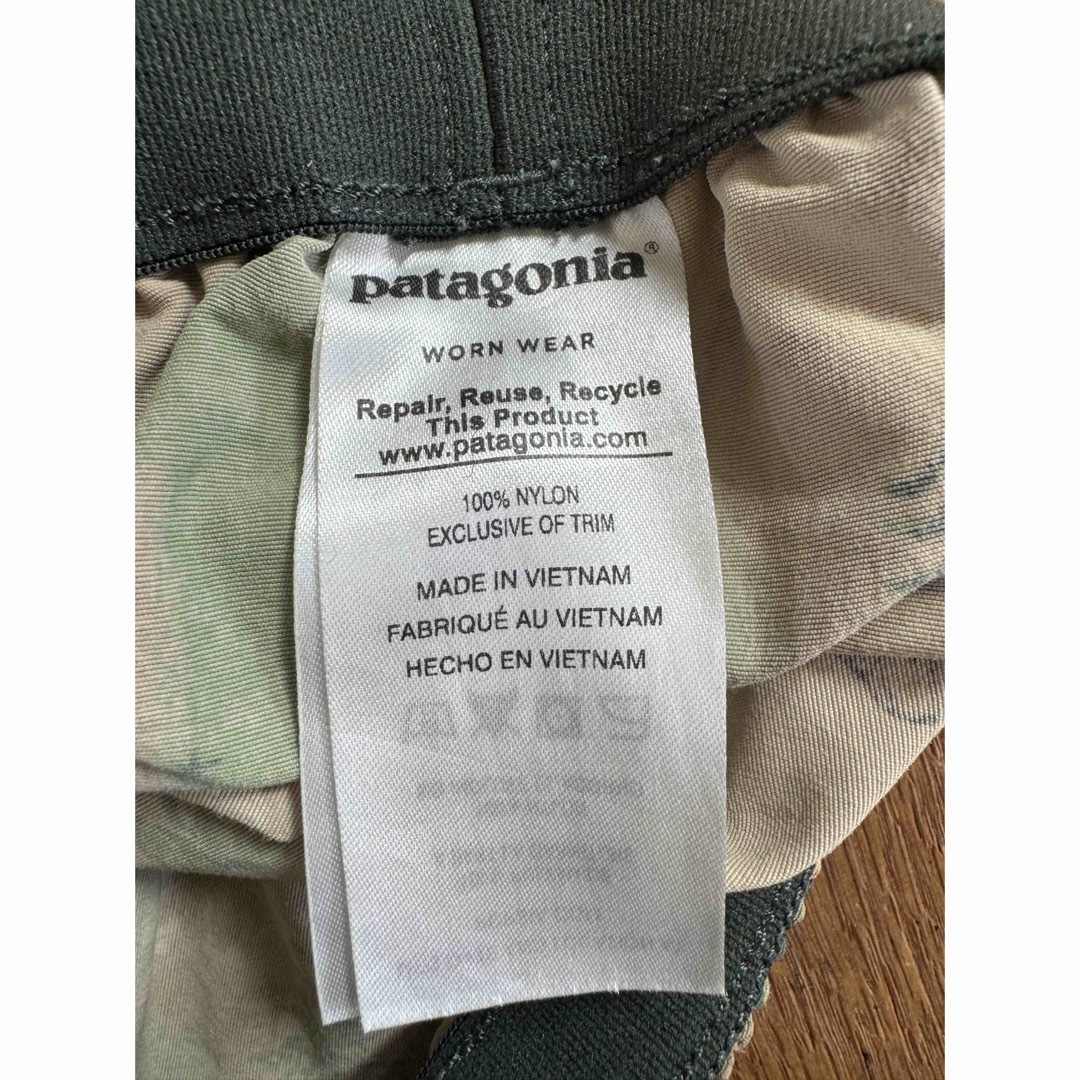 patagonia®
WORN WEAR
Repair, Reuse, Recycle
This Product
www.patagonia.com
100% NYLON
EXCLUSIVE OF TRIM
MADE IN VIETNAM
FABRIQUÉ AU VIETNAM
HECHO EN VIETNAM